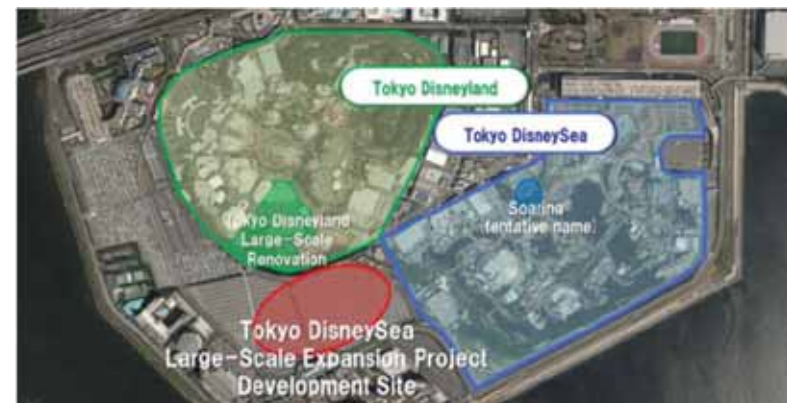 Tokyo Disneyland
Tokyo DisneySea
Soaring
(tentative name)
Tokyo Disneyland
Large-Scale
Renovation
Tokyo DisneySea
Large-Scale Expansion Project
Development Site